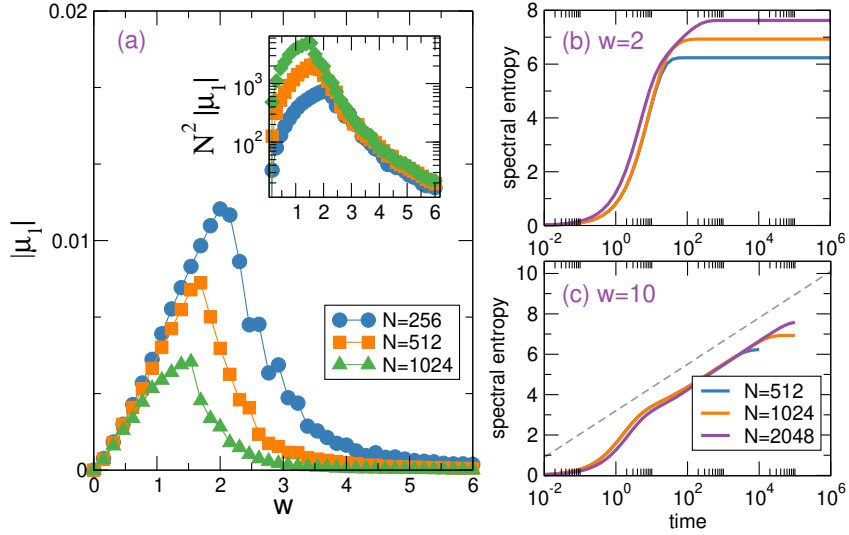 0.02
(a)
10³
10²
N² |μ₁|
1 2 3 4 5 6
0.01
|μ₁|
N=256
N=512
N=1024
0
0 1 2 3 4 5 6
w
8
6
4
2
0
spectral entropy
(b) w=2
10⁻² 10⁰ 10² 10⁴ 10⁶
10
8
6
4
2
0
spectral entropy
(c) w=10
N=512
N=1024
N=2048
10⁻² 10⁰ 10² 10⁴ 10⁶
time